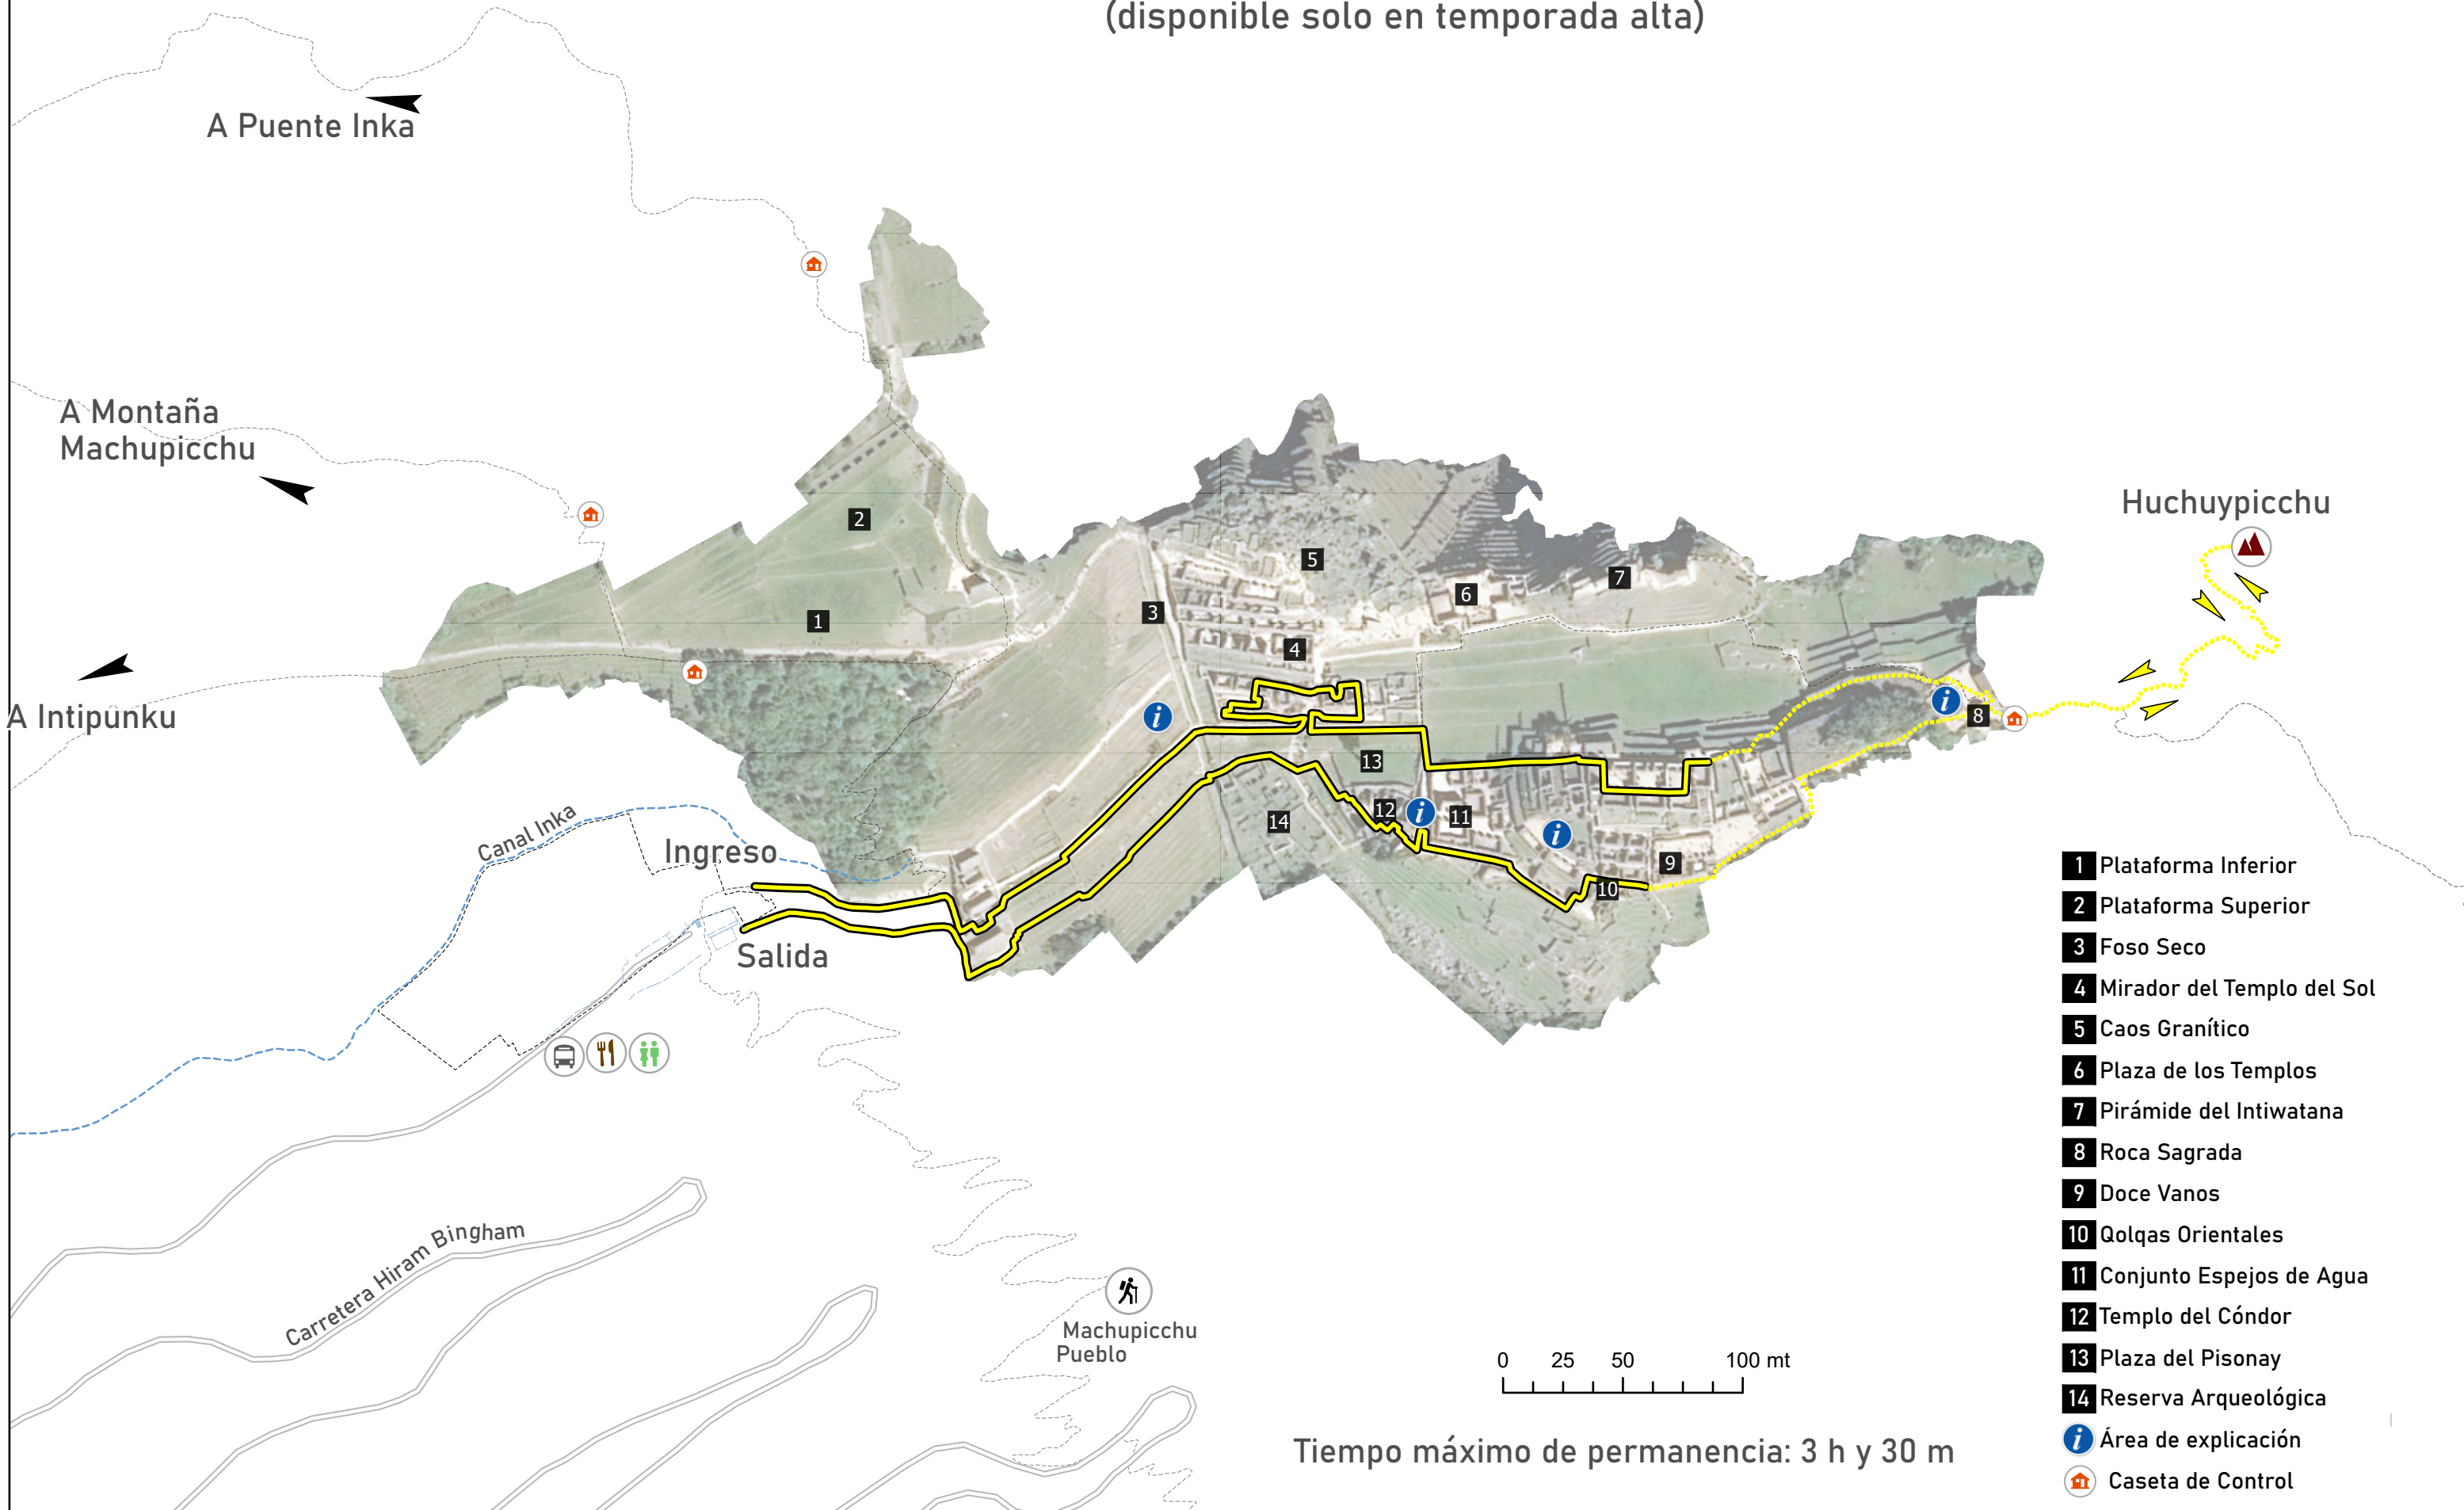 (disponible solo en temporada alta)
A Puente Inka
A Montaña
Machupicchu
A Intipunku
Huchuypicchu
2
1
3
5
4
6
7
8
13
12
11
14
9
10
Canal Inka
Ingreso
Salida
Carretera Hiram Bingham
Machupicchu
Pueblo
0 25 50 100 mt
Tiempo máximo de permanencia: 3 h y 30 m
1 Plataforma Inferior
2 Plataforma Superior
3 Foso Seco
4 Mirador del Templo del Sol
5 Caos Granítico
6 Plaza de los Templos
7 Pirámide del Intiwatana
8 Roca Sagrada
9 Doce Vanos
10 Qolqas Orientales
11 Conjunto Espejos de Agua
12 Templo del Cóndor
13 Plaza del Pisonay
14 Reserva Arqueológica
i Área de explicación
Caseta de Control